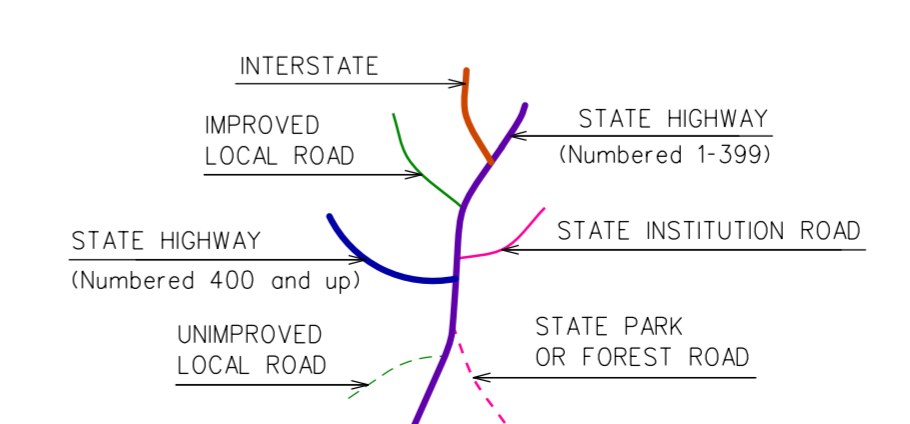 INTERSTATE
STATE HIGHWAY
(Numbered 1-399)
IMPROVED
LOCAL ROAD
STATE INSTITUTION ROAD
STATE HIGHWAY
(Numbered 400 and up)
UNIMPROVED
LOCAL ROAD
STATE PARK
OR FOREST ROAD